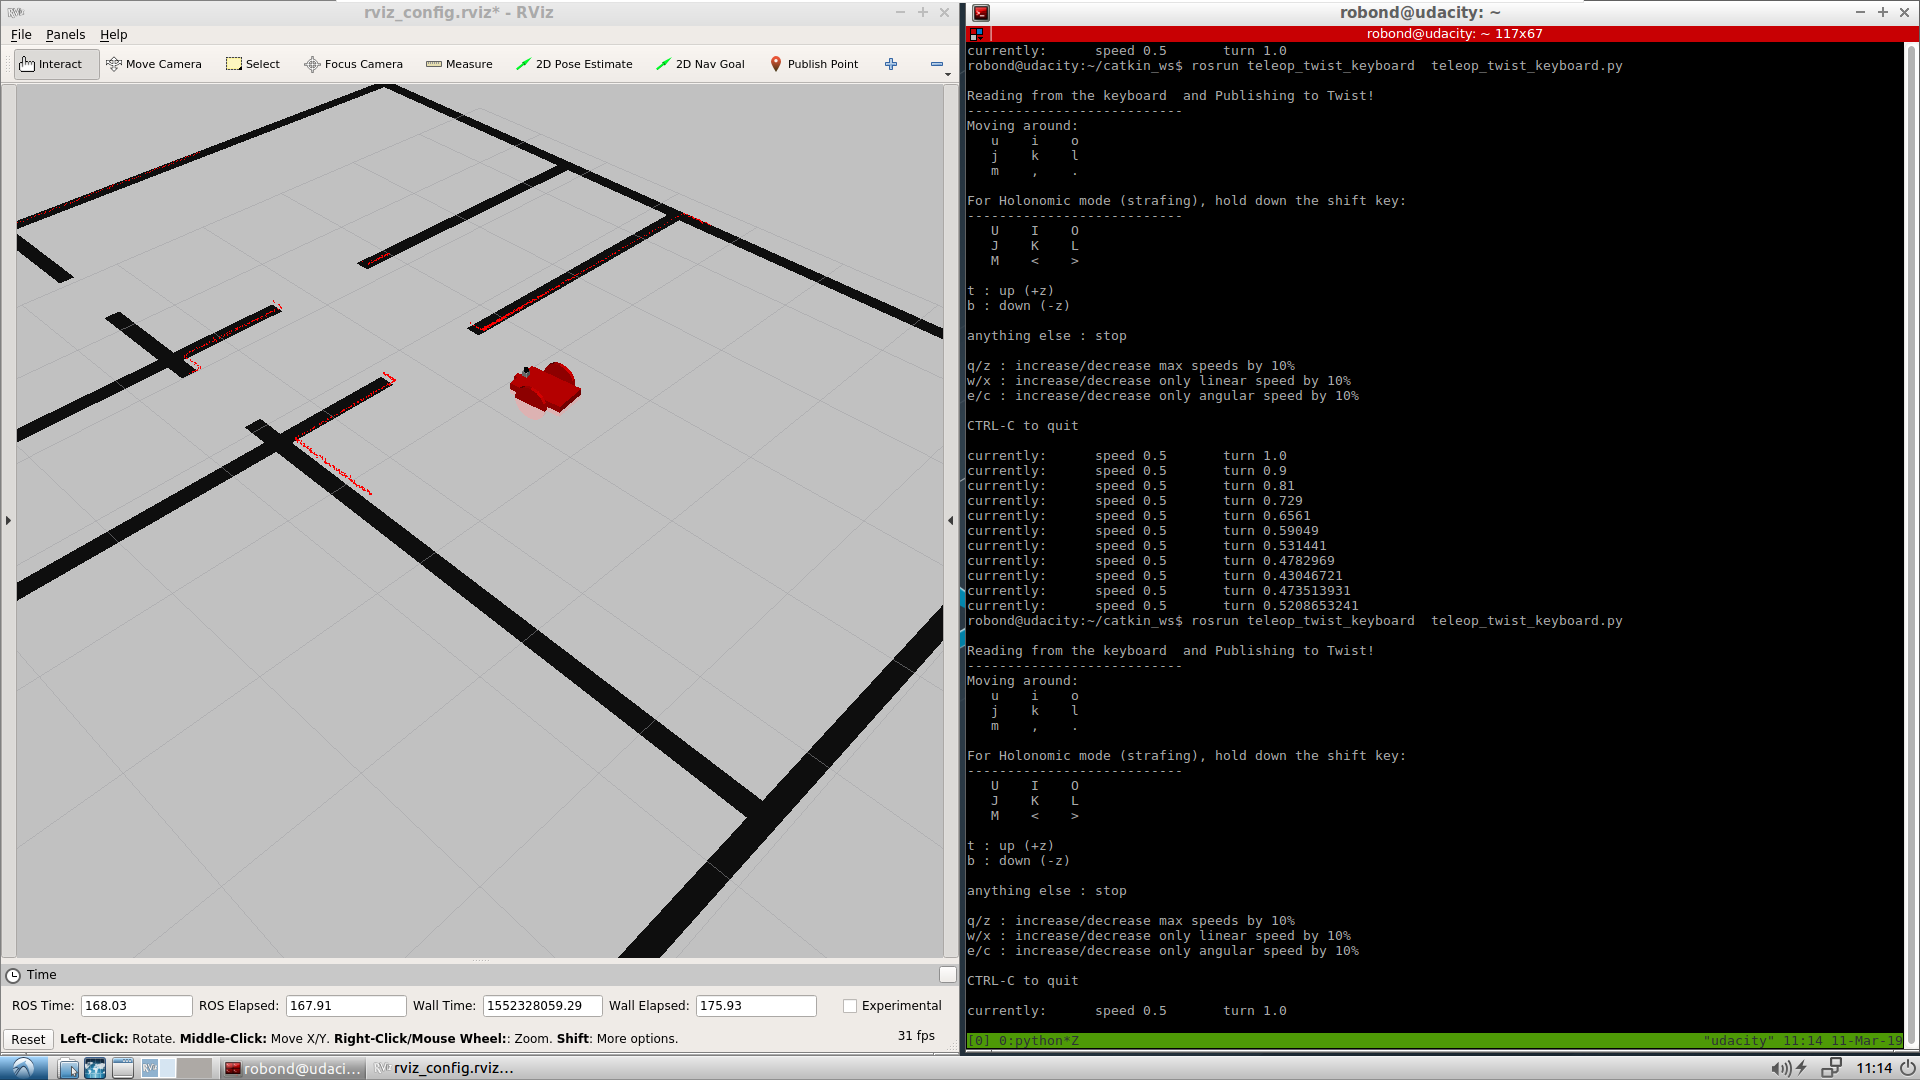 rviz_config.rviz* - RViz
File Panels Help
Interact Move Camera Select Focus Camera Measure 2D Pose Estimate 2D Nav Goal Publish Point
Time
ROS Time: 168.03 ROS Elapsed: 167.91 Wall Time: 1552328059.29 Wall Elapsed: 175.93 Experimental
Reset Left-Click: Rotate. Middle-Click: Move X/Y. Right-Click/Mouse Wheel:: Zoom. Shift: More options. 31 fps
robond@udacity: ~
robond@udacity: ~ 117x67
currently: speed 0.5 turn 1.0
robond@udacity:~/catkin_ws$ rosrun teleop_twist_keyboard teleop_twist_keyboard.py
Reading from the keyboard and Publishing to Twist!
---------------------------
Moving around:
u i o
j k l
m , .
For Holonomic mode (strafing), hold down the shift key:
---------------------------
U I O
J K L
M < >
t : up (+z)
b : down (-z)
anything else : stop
q/z : increase/decrease max speeds by 10%
w/x : increase/decrease only linear speed by 10%
e/c : increase/decrease only angular speed by 10%
CTRL-C to quit
currently: speed 0.5 turn 1.0
currently: speed 0.5 turn 0.9
currently: speed 0.5 turn 0.81
currently: speed 0.5 turn 0.729
currently: speed 0.5 turn 0.6561
currently: speed 0.5 turn 0.59049
currently: speed 0.5 turn 0.531441
currently: speed 0.5 turn 0.4782969
currently: speed 0.5 turn 0.43046721
currently: speed 0.5 turn 0.473513931
currently: speed 0.5 turn 0.5208653241
robond@udacity:~/catkin_ws$ rosrun teleop_twist_keyboard teleop_twist_keyboard.py
Reading from the keyboard and Publishing to Twist!
---------------------------
Moving around:
u i o
j k l
m , .
For Holonomic mode (strafing), hold down the shift key:
---------------------------
U I O
J K L
M < >
t : up (+z)
b : down (-z)
anything else : stop
q/z : increase/decrease max speeds by 10%
w/x : increase/decrease only linear speed by 10%
e/c : increase/decrease only angular speed by 10%
CTRL-C to quit
currently: speed 0.5 turn 1.0
[0] 0:python*Z "udacity" 11:14 11-Mar-19
robond@udaci... rviz_config.rviz... 11:14